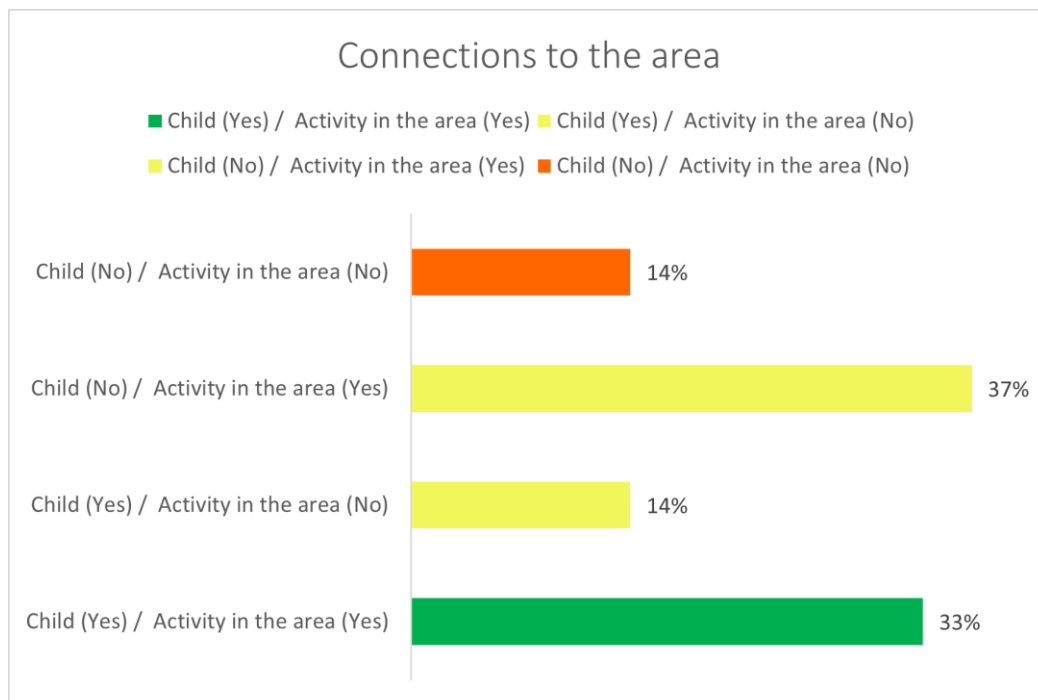 Connections to the area
Child (Yes) / Activity in the area (Yes) Child (Yes) / Activity in the area (No)
Child (No) / Activity in the area (Yes) Child (No) / Activity in the area (No)
Child (No) / Activity in the area (No) 14%
Child (No) / Activity in the area (Yes) 37%
Child (Yes) / Activity in the area (No) 14%
Child (Yes) / Activity in the area (Yes) 33%